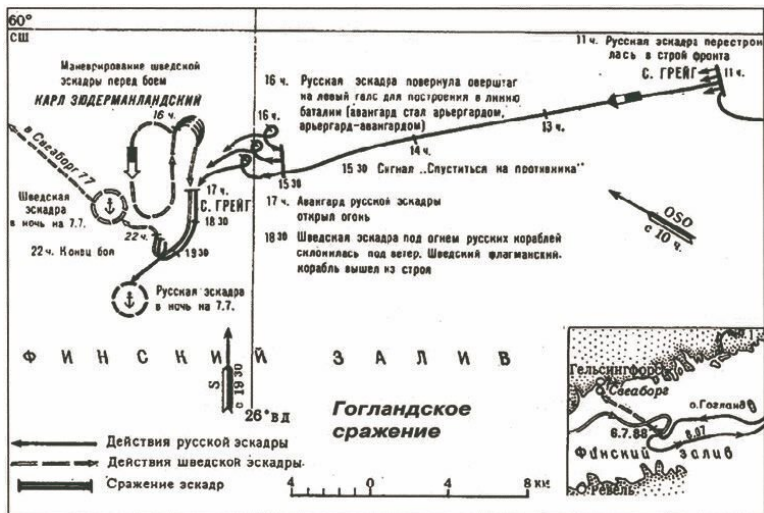 60°
СШ
11 ч. Русская эскадра перестрои
лась в строй фронта
С. ГРЕЙГ
11 ч.
Маневрирование шведской
эскадры перед боем
КАРЛ ЗЮДЕРМАНЛАНДСКИЙ
16 ч.
16 ч. Русская эскадра повернула оверштаг
на левый галс для построения в линию
баталии (авангард стал арьергардом,
арьергард-авангардом)
16 ч.
13 ч.
14 ч.
15 30
15 30 Сигнал „Спуститься на противника"
в Свеаборг 7.7
17 ч.
С. ГРЕЙГ
18 30
17 ч. Авангард русской эскадры
открыл огонь
18 30 Шведская эскадра под огнем русских кораблей
склонилась под ветер. Шведский флагманский
корабль вышел из строя
Шведская
эскадра
в ночь на 7.7.
22 ч.
22 ч. Конец боя
19 30
Русская эскадра
в ночь на 7.7.
OSO
с 10 ч.
ФИНСКИЙ ЗАЛИВ
S
с 19 30
26° ВД
Гогландское
сражение
Действия русской эскадры
Действия шведской эскадры
Сражение эскадр
4 0 4 8 км
Гельсингфорс
Свеаборг
о.Гогланд
6.7.88
Финский залив
Ревель